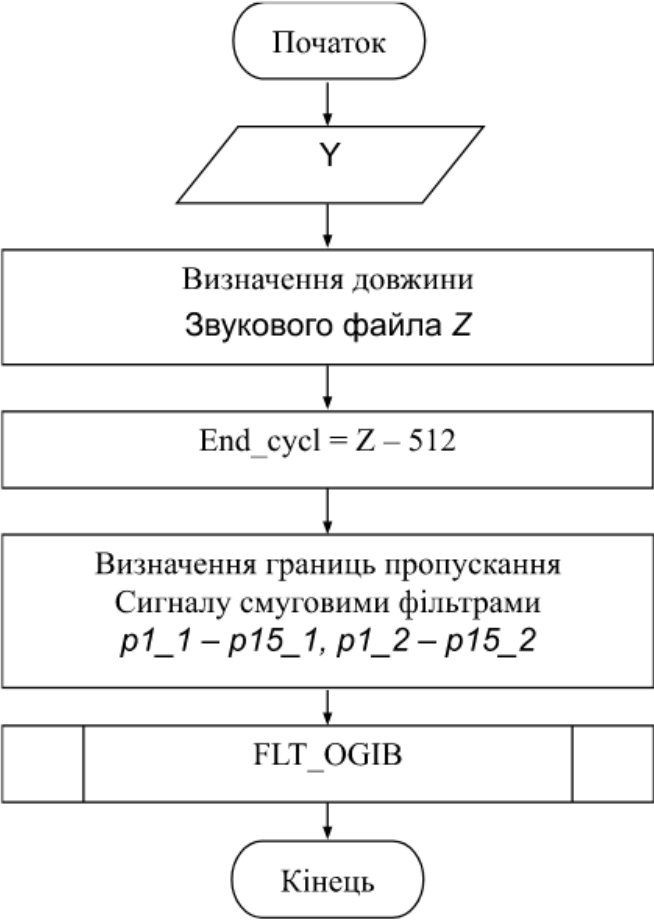 Початок
Y
Визначення довжини
Звукового файла Z
End_cycl = Z – 512
Визначення границь пропускання
Сигналу смуговими фільтрами
p1_1 – p15_1, p1_2 – p15_2
FLT_OGIB
Кінець